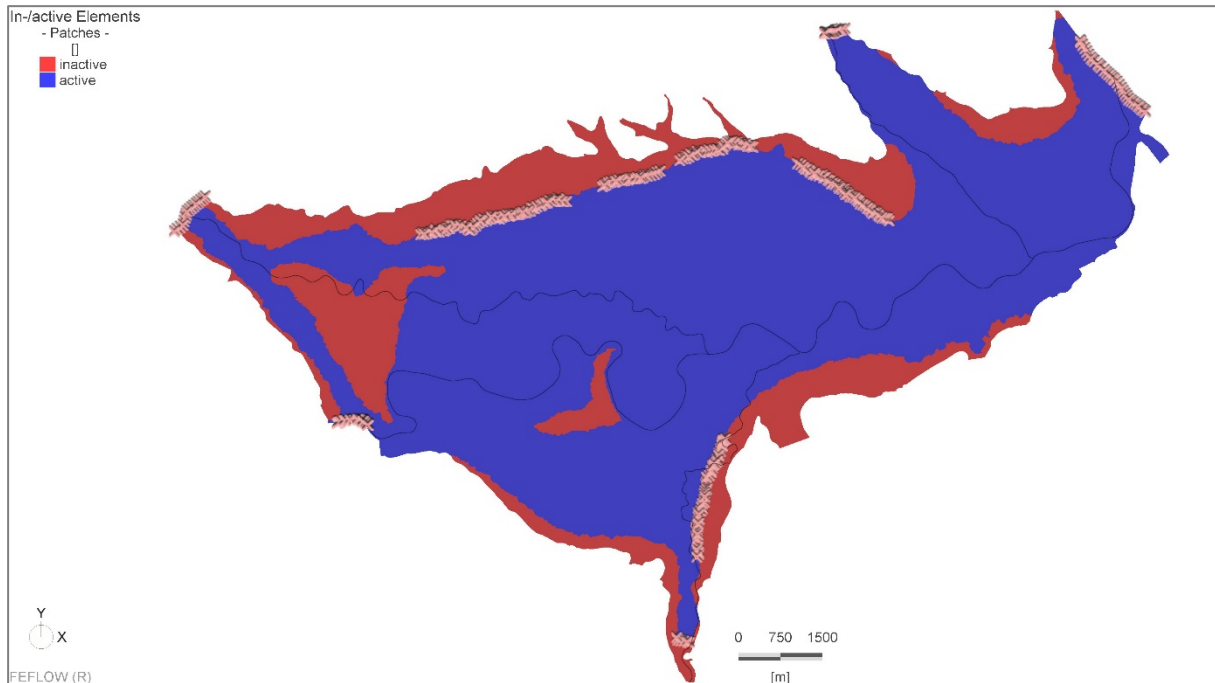 In-/active Elements
- Patches -
[]
inactive
active
Y
X
0 750 1500
[m]
FEFLOW (R)